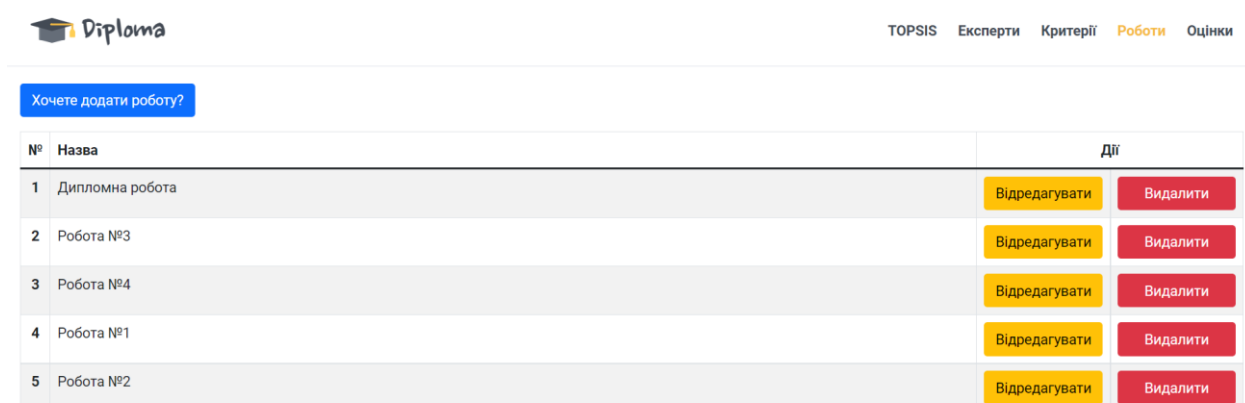 Diploma
TOPSIS Експерти Критерії Роботи Оцінки
Хочете додати роботу?
№ Назва Дії
1 Дипломна робота Відредагувати Видалити
2 Робота №3 Відредагувати Видалити
3 Робота №4 Відредагувати Видалити
4 Робота №1 Відредагувати Видалити
5 Робота №2 Відредагувати Видалити